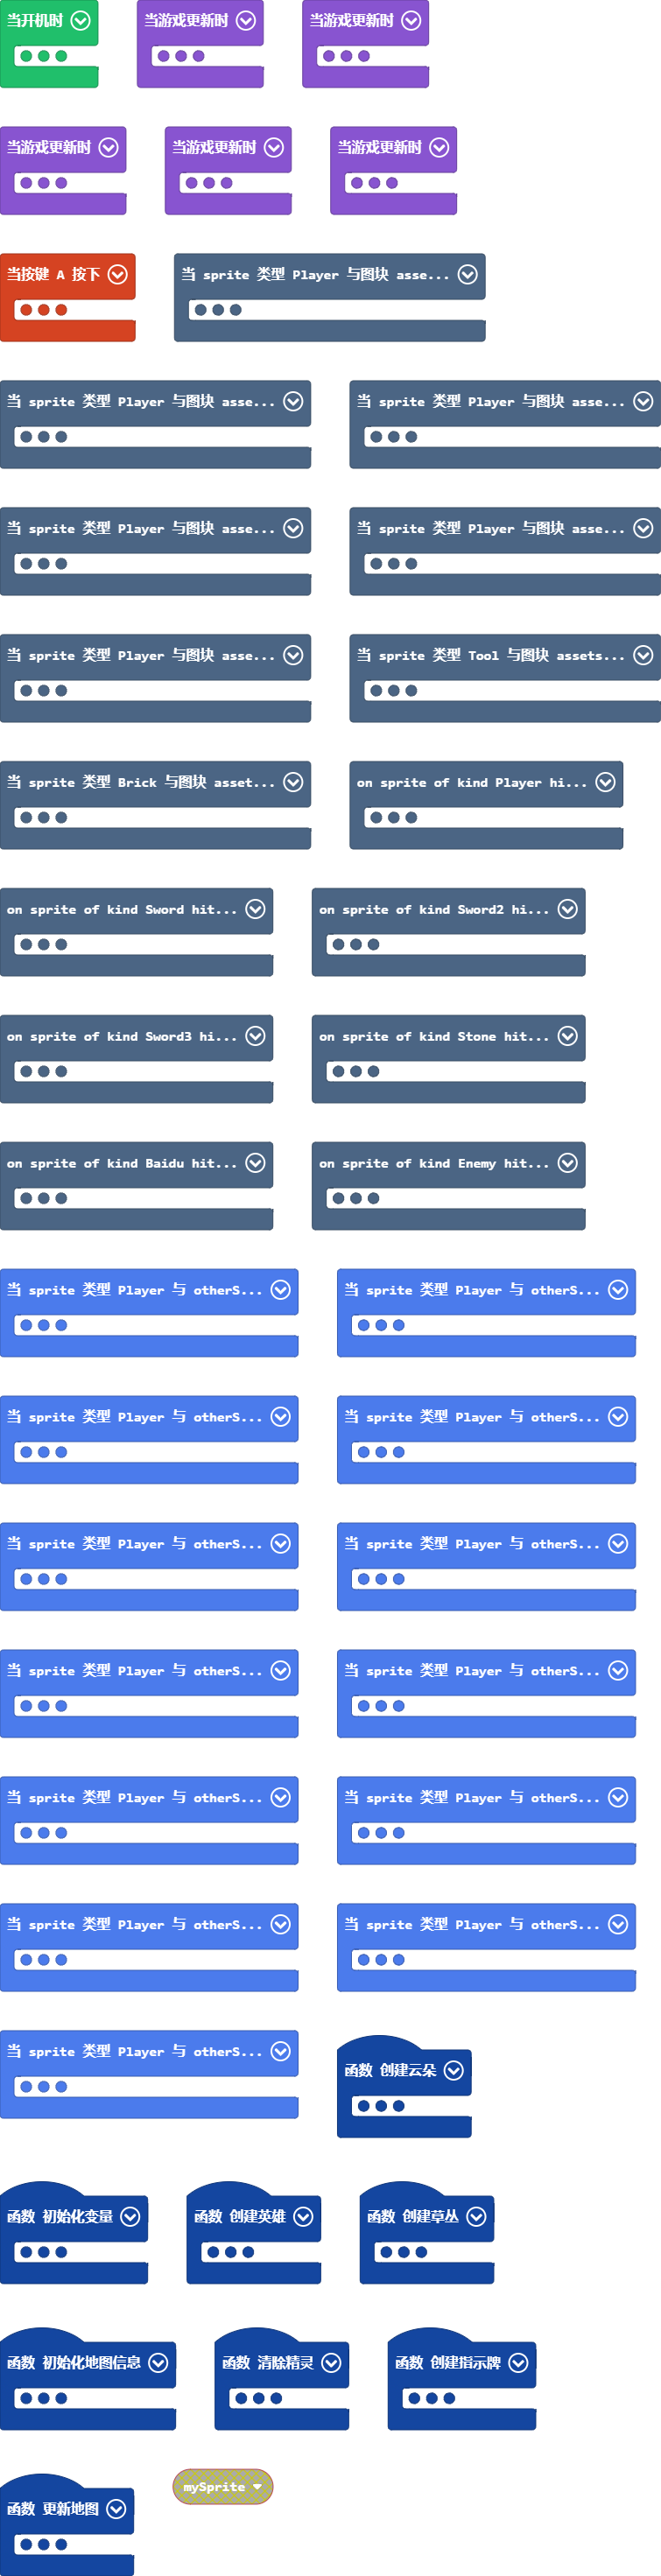 当开机时
当游戏更新时
当游戏更新时
当游戏更新时
当游戏更新时
当游戏更新时
当按键 A 按下
当 sprite 类型 Player 与图块 asse...
当 sprite 类型 Player 与图块 asse...
当 sprite 类型 Player 与图块 asse...
当 sprite 类型 Player 与图块 asse...
当 sprite 类型 Player 与图块 asse...
当 sprite 类型 Player 与图块 asse...
当 sprite 类型 Tool 与图块 assets...
当 sprite 类型 Brick 与图块 asset...
on sprite of kind Player hi...
on sprite of kind Sword hit...
on sprite of kind Sword2 hi...
on sprite of kind Sword3 hi...
on sprite of kind Stone hit...
on sprite of kind Baidu hit...
on sprite of kind Enemy hit...
当 sprite 类型 Player 与 otherS...
当 sprite 类型 Player 与 otherS...
当 sprite 类型 Player 与 otherS...
当 sprite 类型 Player 与 otherS...
当 sprite 类型 Player 与 otherS...
当 sprite 类型 Player 与 otherS...
当 sprite 类型 Player 与 otherS...
当 sprite 类型 Player 与 otherS...
当 sprite 类型 Player 与 otherS...
当 sprite 类型 Player 与 otherS...
当 sprite 类型 Player 与 otherS...
当 sprite 类型 Player 与 otherS...
当 sprite 类型 Player 与 otherS...
函数 创建云朵
函数 初始化变量
函数 创建英雄
函数 创建草丛
函数 初始化地图信息
函数 清除精灵
函数 创建指示牌
函数 更新地图
mySprite